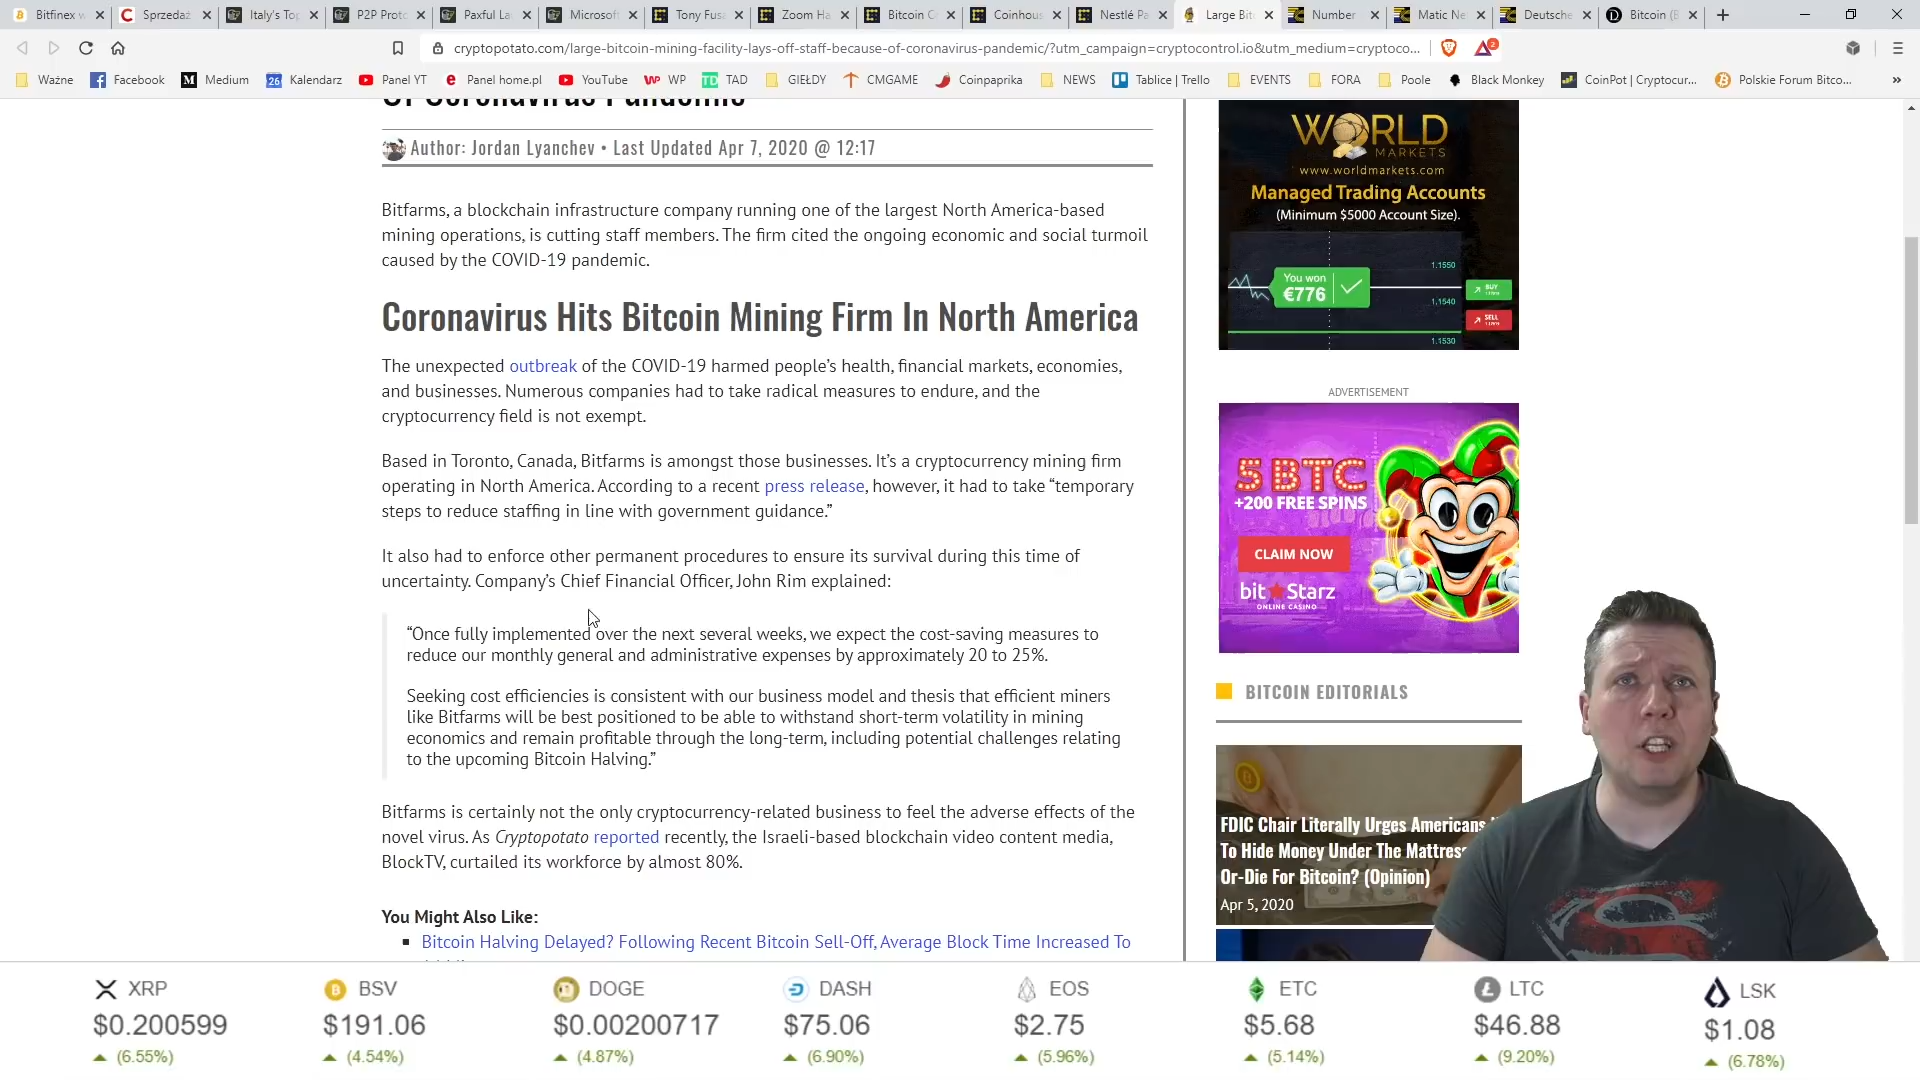 Bitfinex w
Sprzedaż
Italy's Top
P2P Proto
Paxful La
Microsoft
Tony Fusa
Zoom Ha
Bitcoin C
Coinhous
Nestlé Pa
Large Bit
Number
Matic Ne
Deutsche
Bitcoin (B
cryptopotato.com/large-bitcoin-mining-facility-lays-off-staff-because-of-coronavirus-pandemic/?utm_campaign=cryptocontrol.io&utm_medium=cryptoco...
2
Ważne
Facebook
Medium
26
Kalendarz
Panel YT
Panel home.pl
YouTube
WP
TAD
GIEŁDY
CMGAME
Coinpaprika
NEWS
Tablice | Trello
EVENTS
FORA
Poole
Black Monkey
CoinPot | Cryptocur...
Polskie Forum Bitco...
Of Coronavirus Pandemic
Author: Jordan Lyanchev • Last Updated Apr 7, 2020 @ 12:17
Bitfarms, a blockchain infrastructure company running one of the largest North America-based
mining operations, is cutting staff members. The firm cited the ongoing economic and social turmoil
caused by the COVID-19 pandemic.
Coronavirus Hits Bitcoin Mining Firm In North America
The unexpected outbreak of the COVID-19 harmed people's health, financial markets, economies,
and businesses. Numerous companies had to take radical measures to endure, and the
cryptocurrency field is not exempt.
Based in Toronto, Canada, Bitfarms is amongst those businesses. It's a cryptocurrency mining firm
operating in North America. According to a recent press release, however, it had to take “temporary
steps to reduce staffing in line with government guidance.”
It also had to enforce other permanent procedures to ensure its survival during this time of
uncertainty. Company's Chief Financial Officer, John Rim explained:
“Once fully implemented over the next several weeks, we expect the cost-saving measures to
reduce our monthly general and administrative expenses by approximately 20 to 25%.
Seeking cost efficiencies is consistent with our business model and thesis that efficient miners
like Bitfarms will be best positioned to be able to withstand short-term volatility in mining
economics and remain profitable through the long-term, including potential challenges relating
to the upcoming Bitcoin Halving.”
Bitfarms is certainly not the only cryptocurrency-related business to feel the adverse effects of the
novel virus. As Cryptopotato reported recently, the Israeli-based blockchain video content media,
BlockTV, curtailed its workforce by almost 80%.
You Might Also Like:
Bitcoin Halving Delayed? Following Recent Bitcoin Sell-Off, Average Block Time Increased To
WORLD
MARKETS
www.worldmarkets.com
Managed Trading Accounts
(Minimum $5000 Account Size).
1.1550
You won
€776
BUY
1,1540
SELL
1.1530
ADVERTISEMENT
5 BTC
+200 FREE SPINS
CLAIM NOW
bitStarz
ONLINE CASINO
BITCOIN EDITORIALS
FDIC Chair Literally Urges Americans
To Hide Money Under The Mattress
Or-Die For Bitcoin? (Opinion)
Apr 5, 2020
XRP
$0.200599
(6.55%)
BSV
$191.06
(4.54%)
DOGE
$0.00200717
(4.87%)
DASH
$75.06
(6.90%)
EOS
$2.75
(5.96%)
ETC
$5.68
(5.14%)
LTC
$46.88
(9.20%)
LSK
$1.08
(6.78%)